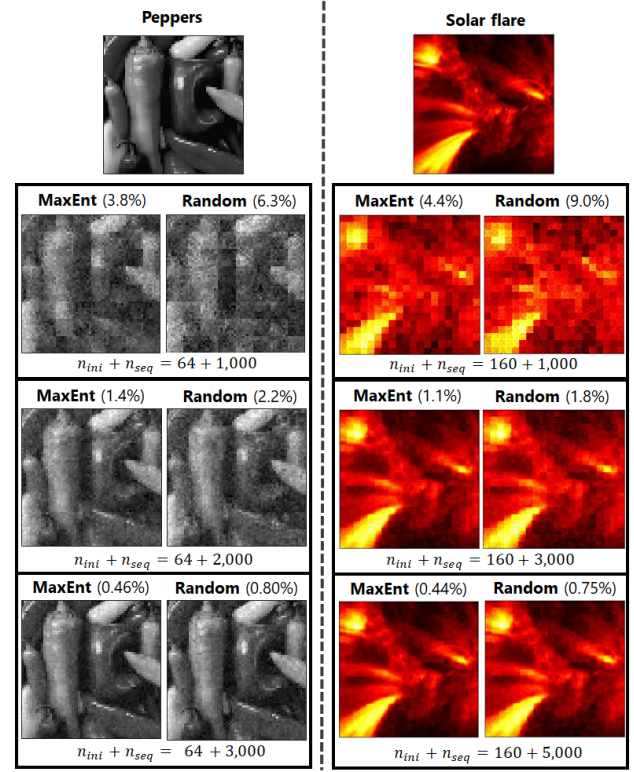 Peppers
Solar flare
MaxEnt (3.8%) Random (6.3%)
n_ini + n_seq = 64 + 1,000
MaxEnt (4.4%) Random (9.0%)
n_ini + n_seq = 160 + 1,000
MaxEnt (1.4%) Random (2.2%)
n_ini + n_seq = 64 + 2,000
MaxEnt (1.1%) Random (1.8%)
n_ini + n_seq = 160 + 3,000
MaxEnt (0.46%) Random (0.80%)
n_ini + n_seq = 64 + 3,000
MaxEnt (0.44%) Random (0.75%)
n_ini + n_seq = 160 + 5,000